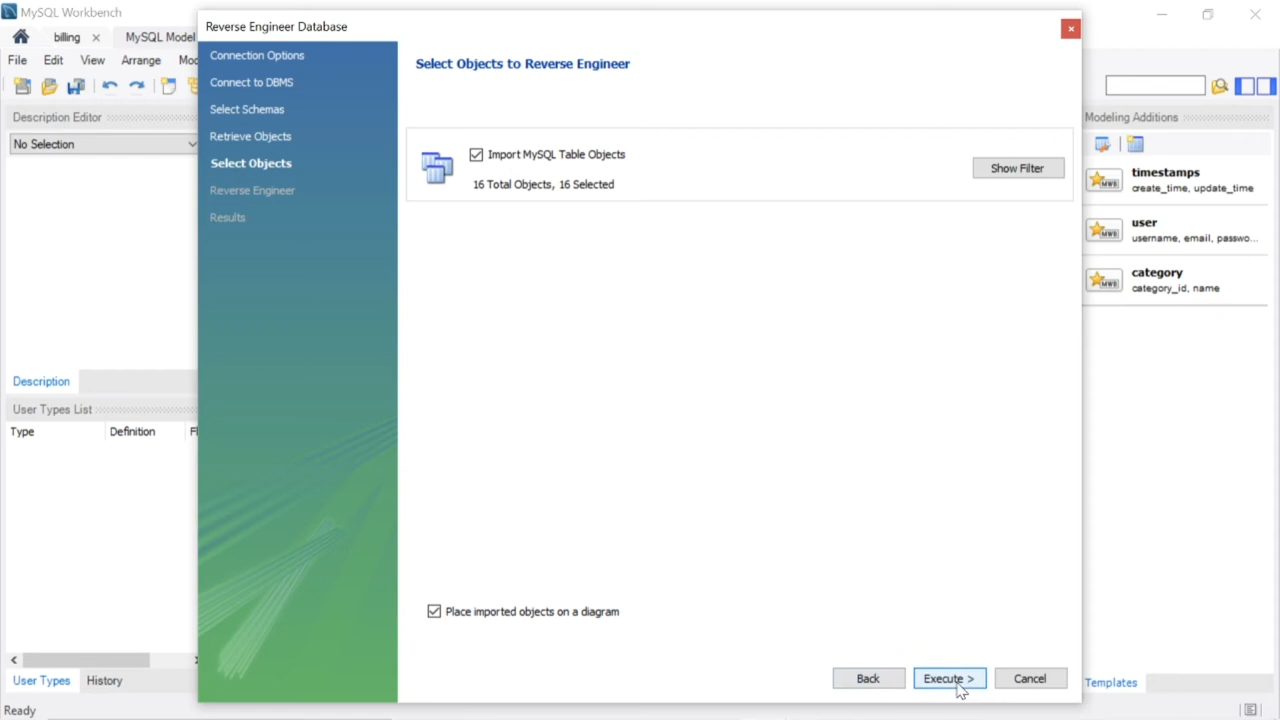 MySQL Workbench
Reverse Engineer Database
billing
MySQL Model
File Edit View Arrange
Description Editor
No Selection
Description
User Types List
Type Definition
User Types History
Ready
Connection Options
Connect to DBMS
Select Schemas
Retrieve Objects
Select Objects
Reverse Engineer
Results
Select Objects to Reverse Engineer
Import MySQL Table Objects
16 Total Objects, 16 Selected
Show Filter
Place imported objects on a diagram
Back Execute > Cancel
Modeling Additions
timestamps
create_time, update_time
user
username, email, passwo...
category
category_id, name
Templates